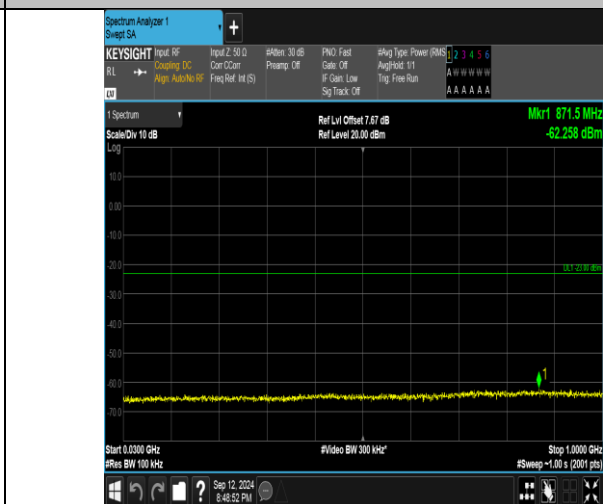 Spectrum Analyzer 1
Swept SA
+
KEYSIGHT Input: RF Input Z: 50 Ω #Atten: 30 dB PNO: Fast #Avg Type: Power (RMS 1 2 3 4 5 6
RL Coupling: DC Corr CCorr Preamp: Off Gate: Off Avg|Hold: 1/1 A W W W W W
Align: Auto/No RF Freq Ref: Int (S) IF Gain: Low Trig: Free Run
LXI Sig Track: Off A A A A A A
1 Spectrum Ref Lvl Offset 7.67 dB Mkr1 871.5 MHz
Scale/Div 10 dB Ref Level 20.00 dBm -62.258 dBm
Log
10.0
0.00
-10.0
-20.0
DL1 -23.00 dBm
-30.0
-40.0
-50.0
1
-60.0
-70.0
Start 0.0300 GHz #Video BW 300 kHz* Stop 1.0000 GHz
#Res BW 100 kHz #Sweep ~1.00 s (2001 pts)
? Sep 12, 2024
8:48:52 PM